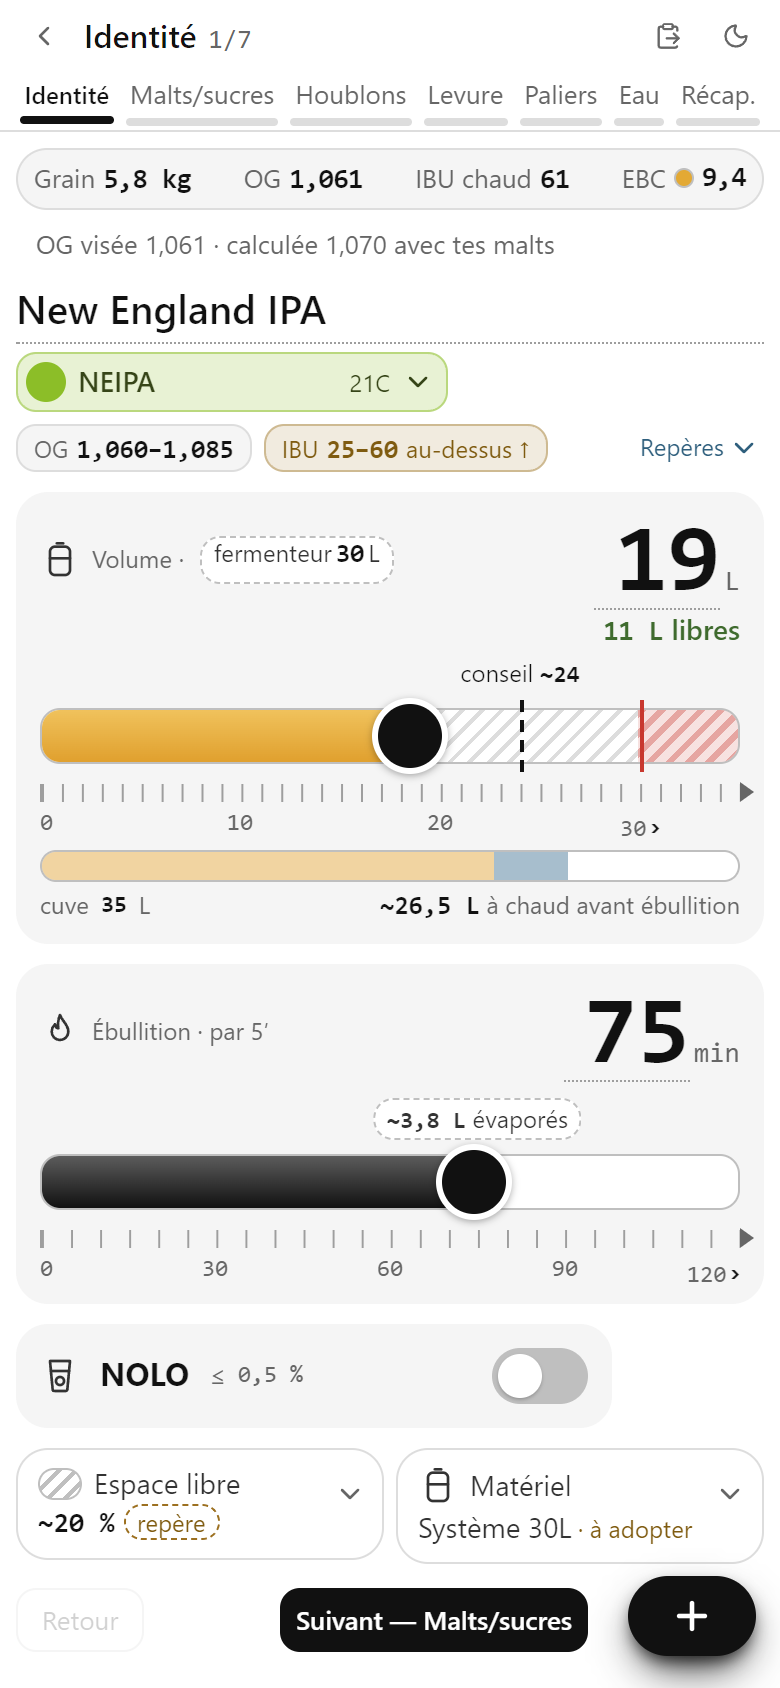 Identité 1/7
Identité Malts/sucres Houblons Levure Paliers Eau Récap.
Grain 5,8 kg OG 1,061 IBU chaud 61 EBC 9,4
OG visée 1,061 · calculée 1,070 avec tes malts
New England IPA
NEIPA 21C
OG 1,060–1,085 IBU 25–60 au-dessus ↑ Repères
Volume · fermenteur 30 L 19 L
11 L libres
conseil ~24
0 10 20 30 ›
cuve 35 L ~26,5 L à chaud avant ébullition
Ébullition · par 5′ 75 min
~3,8 L évaporés
0 30 60 90 120 ›
NOLO ≤ 0,5 %
Espace libre
~20 % repère
Matériel
Système 30L · à adopter
Retour Suivant — Malts/sucres +